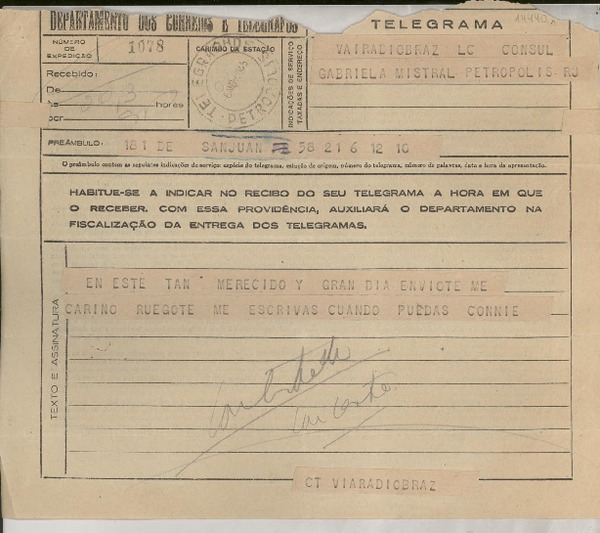 DEPARTAMENTO DOS CORREIOS E TELEGRAFOS
TELEGRAMA
NÚMERO DE EXPEDIÇÃO
1078
CARIMBO DA ESTAÇÃO
INDICAÇÕES DE SERVIÇO TAXADAS E ENDEREÇO
VAIRADIOBRAZ LC CONSUL
GABRIELA MISTRAL PETROPOLIS RJ
Recebido:
De
horas
por
PREÂMBULO: 181 DE SANJUAN 58 21 6 12 10
O preâmbulo contem as seguintes indicações de serviço: espécie do telegrama, estação de origem, número do telegrama, número de palavras, data e hora da apresentação.
HABITUE-SE A INDICAR NO RECIBO DO SEU TELEGRAMA A HORA EM QUE
O RECEBER. COM ESSA PROVIDÊNCIA, AUXILIARÁ O DEPARTAMENTO NA
FISCALIZAÇÃO DA ENTREGA DOS TELEGRAMAS.
TEXTO E ASSINATURA
EN ESTE TAN MERECIDO Y GRAN DIA ENVIOTE ME
CARINO RUEGOTE ME ESCRIVAS CUANDO PUEDAS CONNIE
CT VIARADIOBRAZ